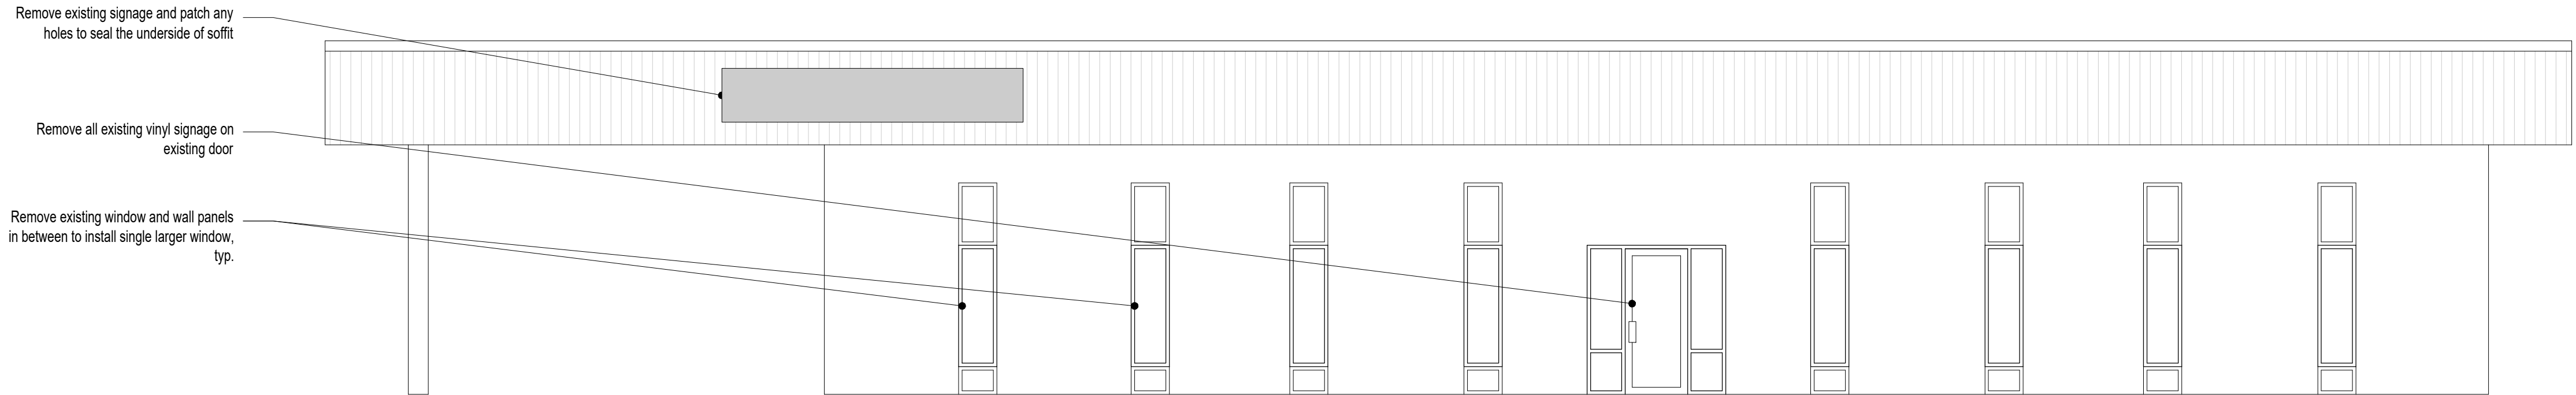 Remove existing signage and patch any
holes to seal the underside of soffit
Remove all existing vinyl signage on
existing door
Remove existing window and wall panels
in between to install single larger window,
typ.